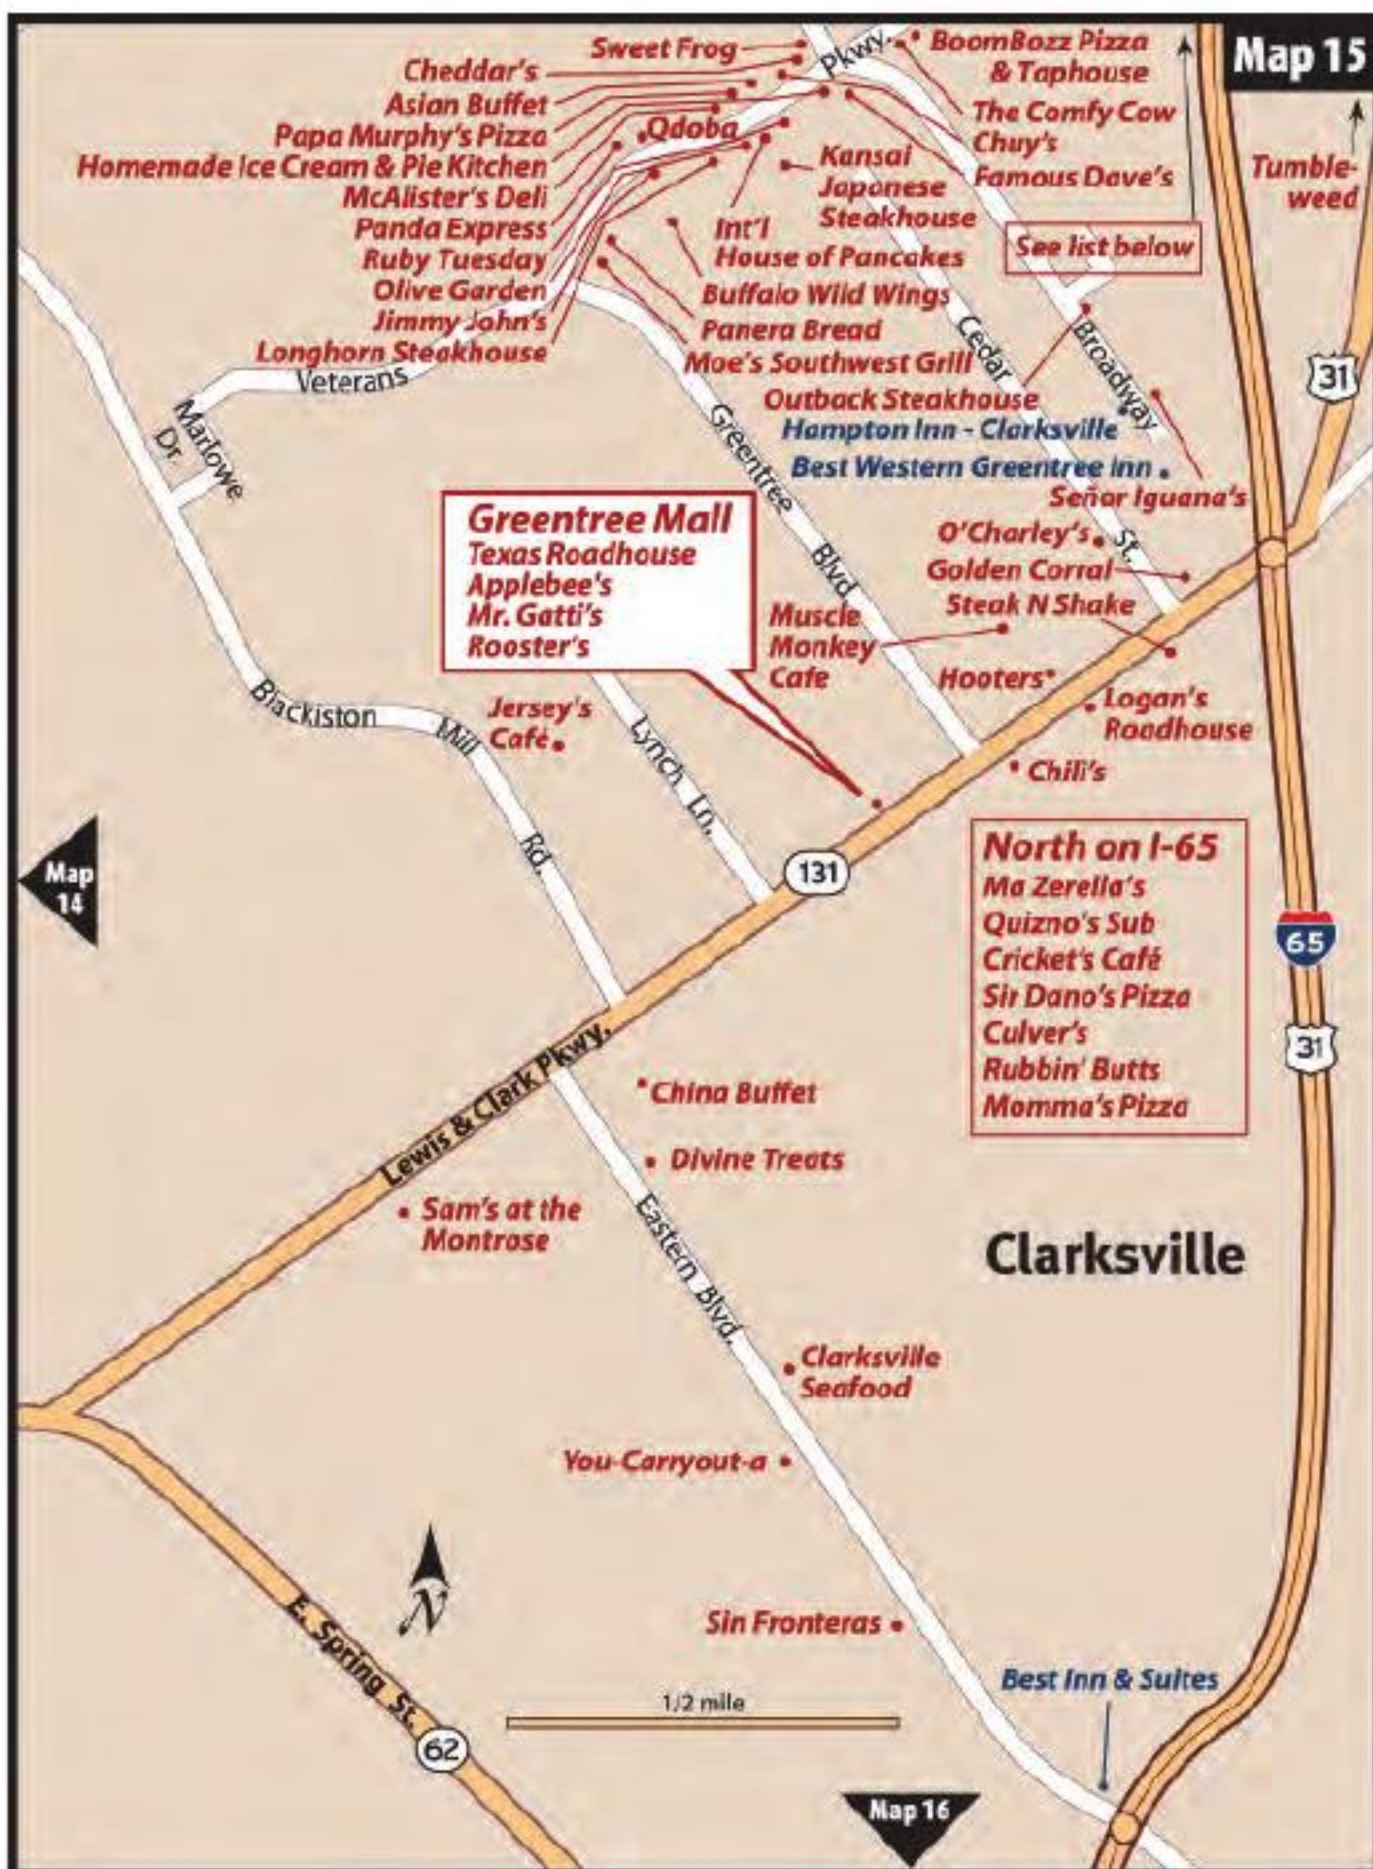 Map 15
Sweet Frog
Pkwy.
BoomBozz Pizza
& Taphouse
Cheddar's
Asian Buffet
The Comfy Cow
Papa Murphy's Pizza
Qdoba
Chuy's
Homemade Ice Cream & Pie Kitchen
Kansai
Japanese
Steakhouse
Famous Dave's
Tumble-
weed
McAlister's Deli
Panda Express
Int'l
House of Pancakes
See list below
Ruby Tuesday
Olive Garden
Buffalo Wild Wings
Jimmy John's
Panera Bread
Longhorn Steakhouse
Moe's Southwest Grill
Cedar
Broadway
31
Veterans
Outback Steakhouse
Marlowe
Dr.
Greentree
Hampton Inn - Clarksville
Best Western Greentree Inn
Señor Iguana's
Greentree Mall
Texas Roadhouse
Applebee's
Mr. Gatti's
Rooster's
Blvd
St.
O'Charley's
Golden Corral
Steak N Shake
Muscle
Monkey
Cafe
Hooters
Logan's
Roadhouse
Blackiston
Mill
Rd.
Jersey's
Café
Lynch Ln.
Chili's
131
Map
14
North on I-65
Ma Zerella's
Quizno's Sub
Cricket's Café
Sir Dano's Pizza
Culver's
Rubbin' Butts
Momma's Pizza
65
31
Lewis & Clark Pkwy.
China Buffet
Divine Treats
Sam's at the
Montrose
Eastern Blvd.
Clarksville
Clarksville
Seafood
You-Carryout-a
N
E. Spring St.
62
Sin Fronteras
1/2 mile
Best Inn & Suites
Map 16